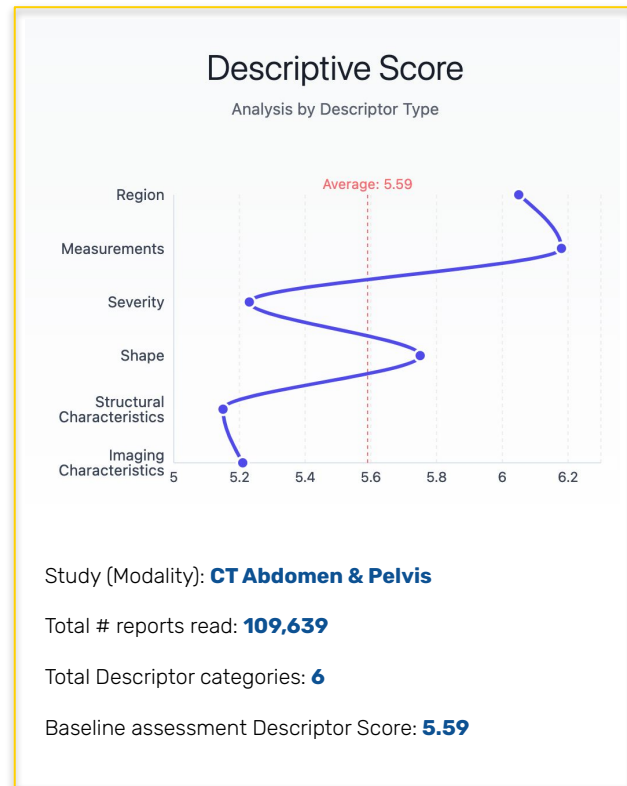 Descriptive Score
Analysis by Descriptor Type
Average: 5.59
Region
Measurements
Severity
Shape
Structural
Characteristics
Imaging
Characteristics
5 5.2 5.4 5.6 5.8 6 6.2
Study (Modality): CT Abdomen & Pelvis
Total # reports read: 109,639
Total Descriptor categories: 6
Baseline assessment Descriptor Score: 5.59